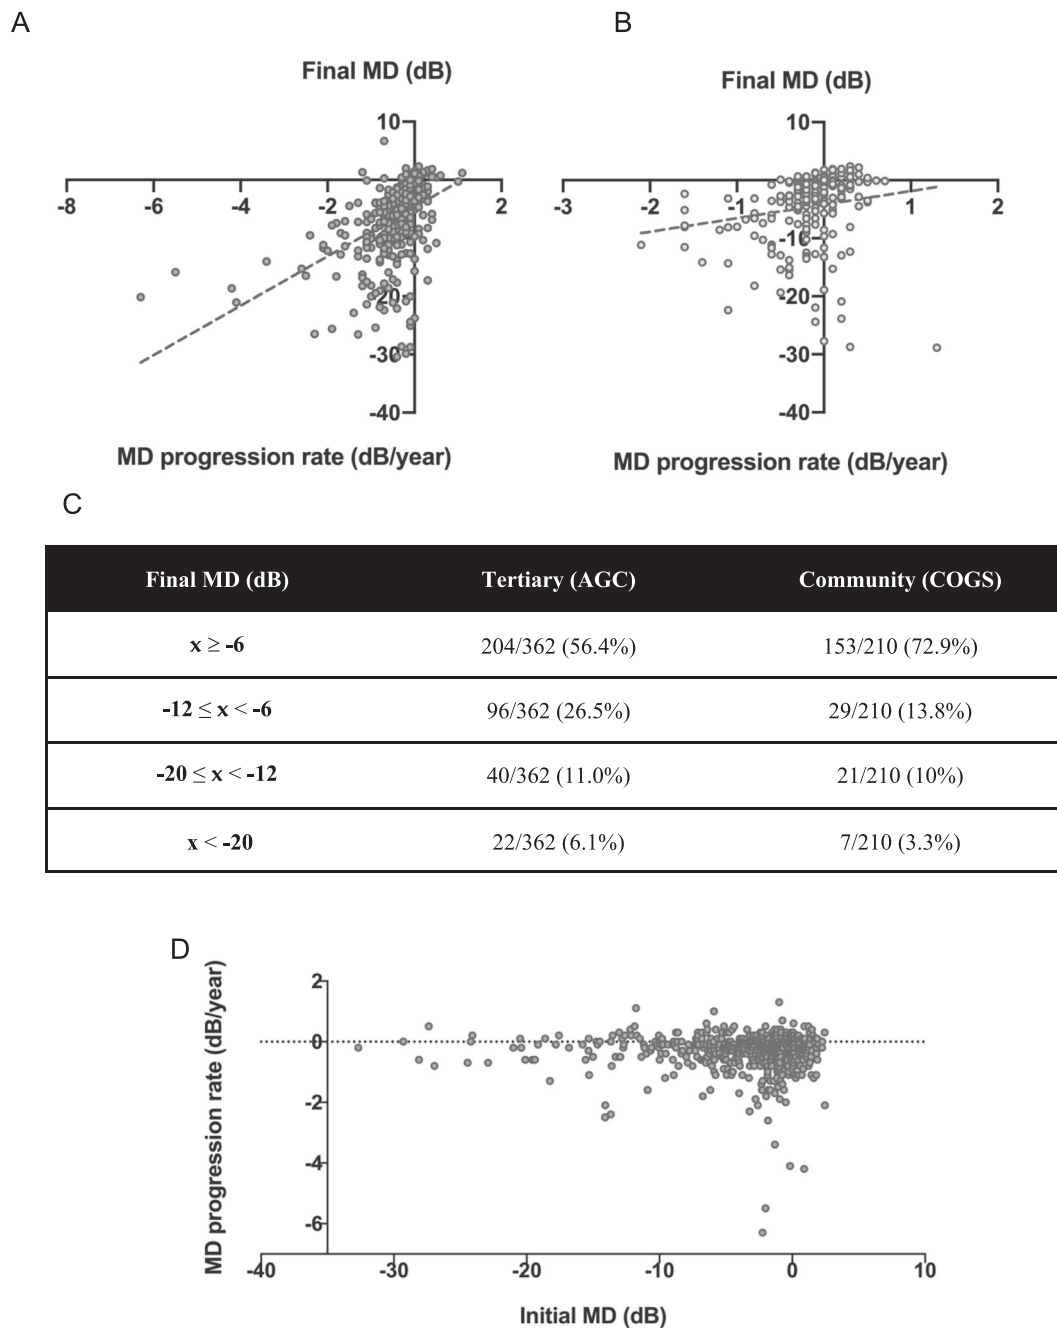 A
B
Final MD (dB)
Final MD (dB)
10
-8
-6
-4
-2
2
-20
-30
-40
MD progression rate (dB/year)
10
-3
-2
-1
1
2
-10
-20
-30
-40
MD progression rate (dB/year)
C
Final MD (dB) Tertiary (AGC) Community (COGS)
x ≥ -6 204/362 (56.4%) 153/210 (72.9%)
-12 ≤ x < -6 96/362 (26.5%) 29/210 (13.8%)
-20 ≤ x < -12 40/362 (11.0%) 21/210 (10%)
x < -20 22/362 (6.1%) 7/210 (3.3%)
D
MD progression rate (dB/year)
2
0
-2
-4
-6
-40
-30
-20
-10
0
10
Initial MD (dB)